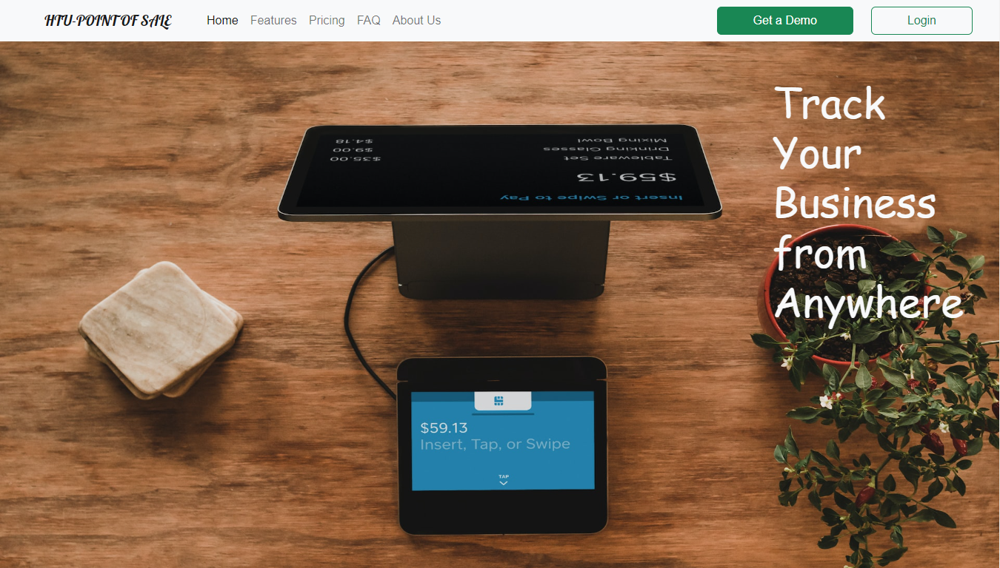 HTU-POINT OF SALE
Home Features Pricing FAQ About Us
Get a Demo
Login
Track
Your
Business
from
Anywhere
Insert or Swipe to Pay
$59.13
Tableware Set $35.00
Drinking Glasses $9.00
Mixing Bowl $4.18
$59.13
Insert, Tap, or Swipe
TAP